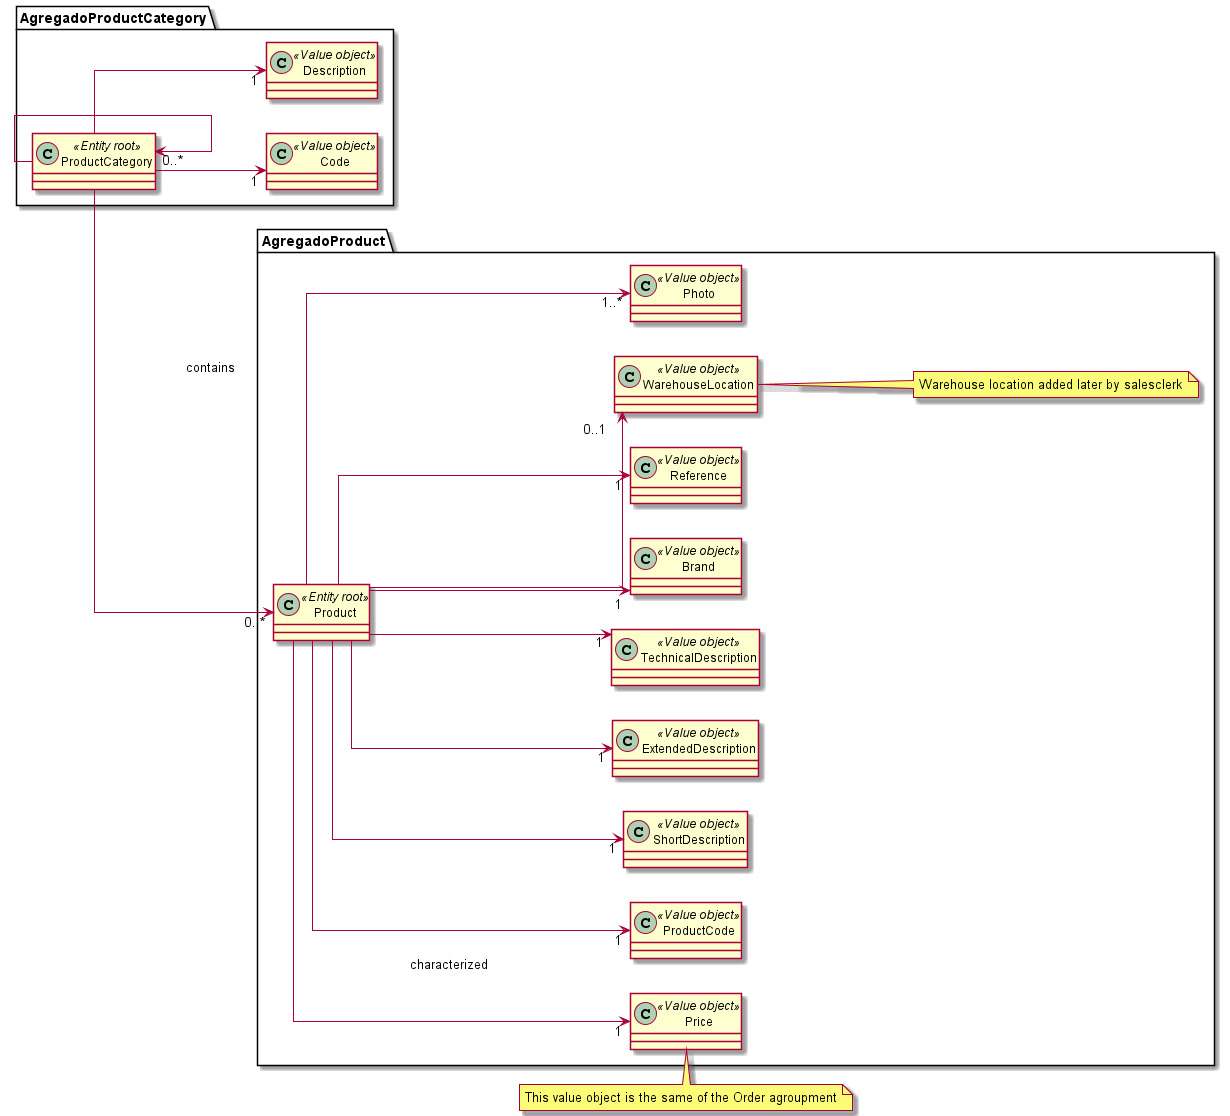 AgregadoProductCategory
C «Value object»
Description
1
C «Entity root»
ProductCategory
0..*
C «Value object»
Code
1
AgregadoProduct
C «Value object»
Photo
1..*
contains
C «Value object»
WarehouseLocation
Warehouse location added later by salesclerk
0..1
C «Value object»
Reference
1
C «Value object»
Brand
1
C «Entity root»
Product
0..*
C «Value object»
TechnicalDescription
1
C «Value object»
ExtendedDescription
1
C «Value object»
ShortDescription
1
C «Value object»
ProductCode
1
characterized
C «Value object»
Price
1
This value object is the same of the Order agroupment